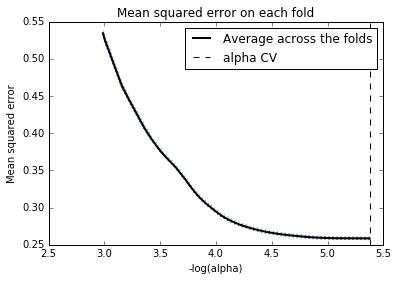 Mean squared error on each fold
0.55
0.50
0.45
0.40
0.35
0.30
0.25
Mean squared error
Average across the folds
alpha CV
2.5 3.0 3.5 4.0 4.5 5.0 5.5
-log(alpha)